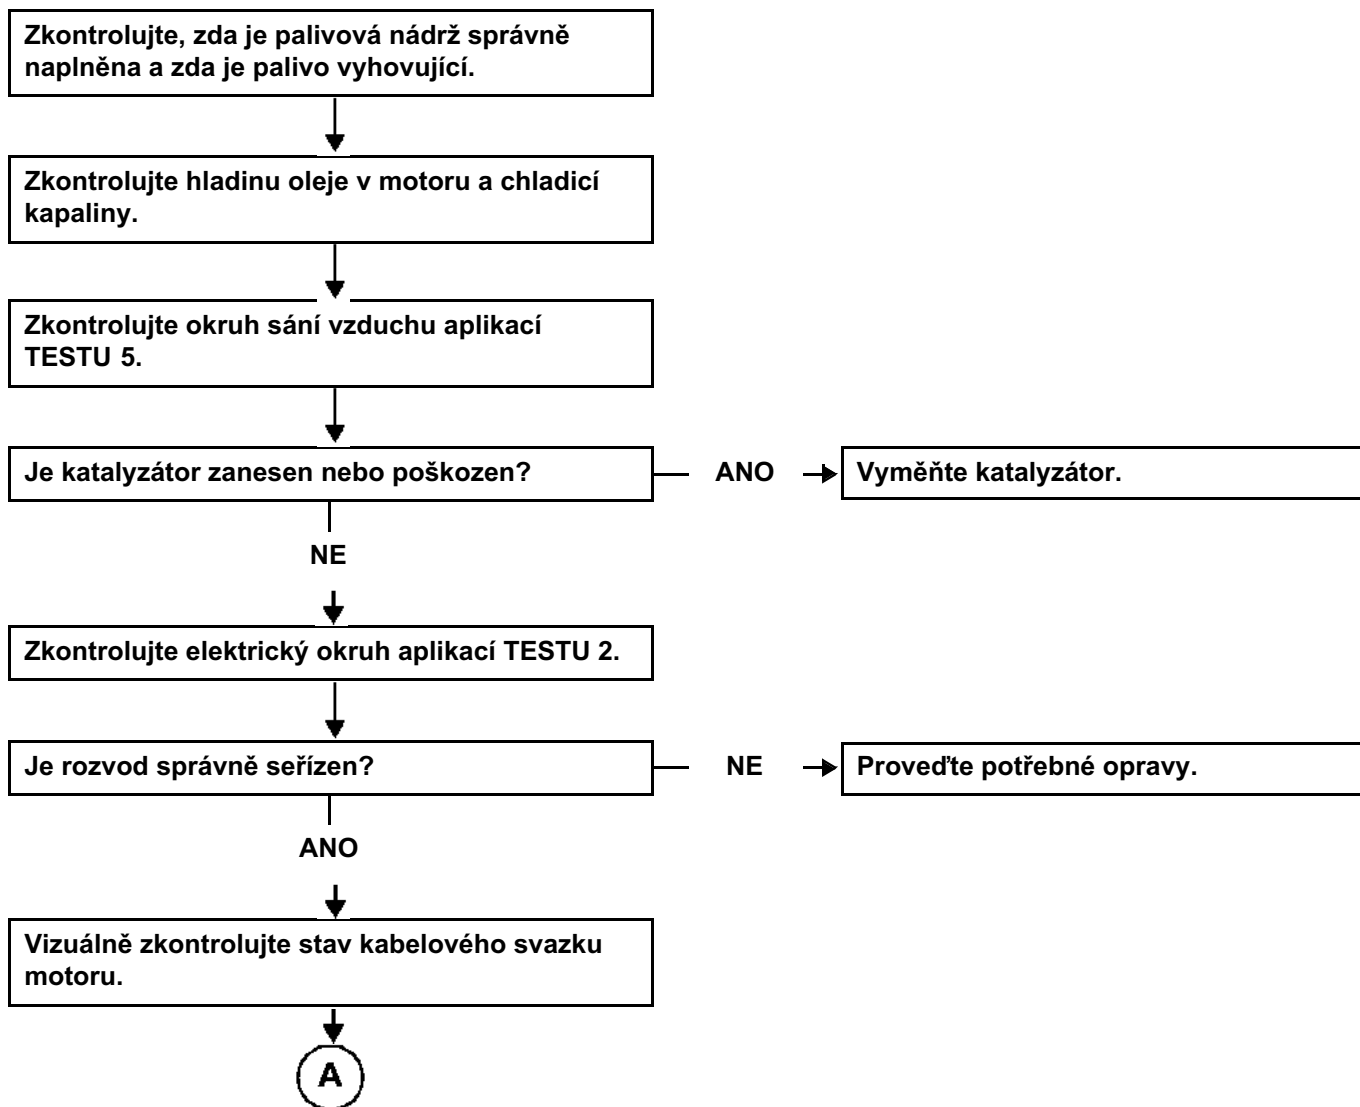 Zkontrolujte, zda je palivová nádrž správně
naplněna a zda je palivo vyhovující.
Zkontrolujte hladinu oleje v motoru a chladicí
kapaliny.
Zkontrolujte okruh sání vzduchu aplikací
TESTU 5.
Je katalyzátor zanesen nebo poškozen?
ANO
Vyměňte katalyzátor.
NE
Zkontrolujte elektrický okruh aplikací TESTU 2.
Je rozvod správně seřízen?
NE
Proveďte potřebné opravy.
ANO
Vizuálně zkontrolujte stav kabelového svazku
motoru.
A